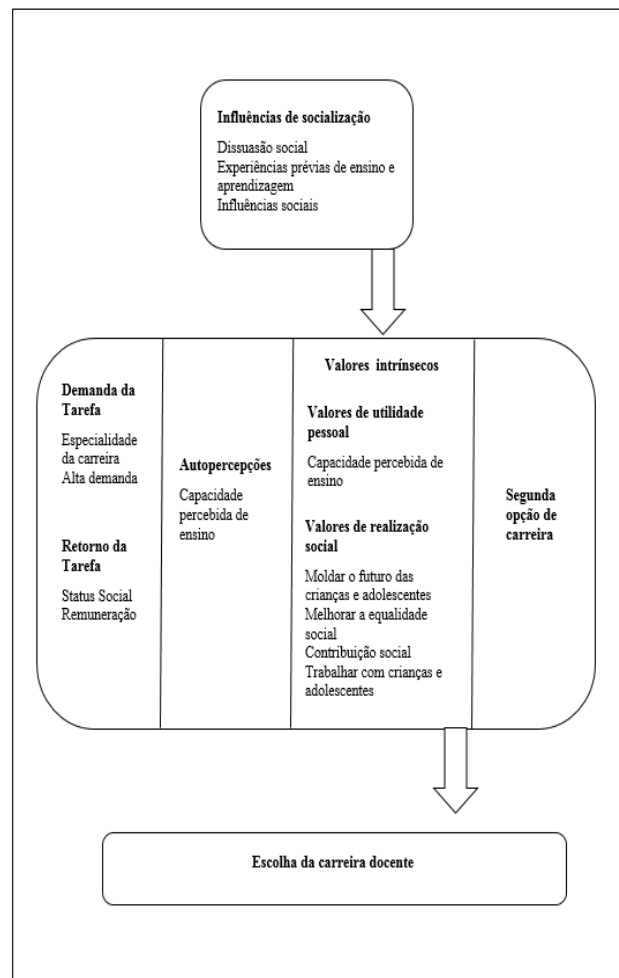 Influências de socialização
Dissuasão social
Experiências prévias de ensino e
aprendizagem
Influências sociais
Demanda da
Tarefa
Especialidade
da carreira
Alta demanda
Retorno da
Tarefa
Status Social
Remuneração
Autopercepções
Capacidade
percebida de
ensino
Valores intrínsecos
Valores de utilidade
pessoal
Capacidade percebida de
ensino
Valores de realização
social
Moldar o futuro das
crianças e adolescentes
Melhorar a equalidade
social
Contribuição social
Trabalhar com crianças e
adolescentes
Segunda
opção de
carreira
Escolha da carreira docente